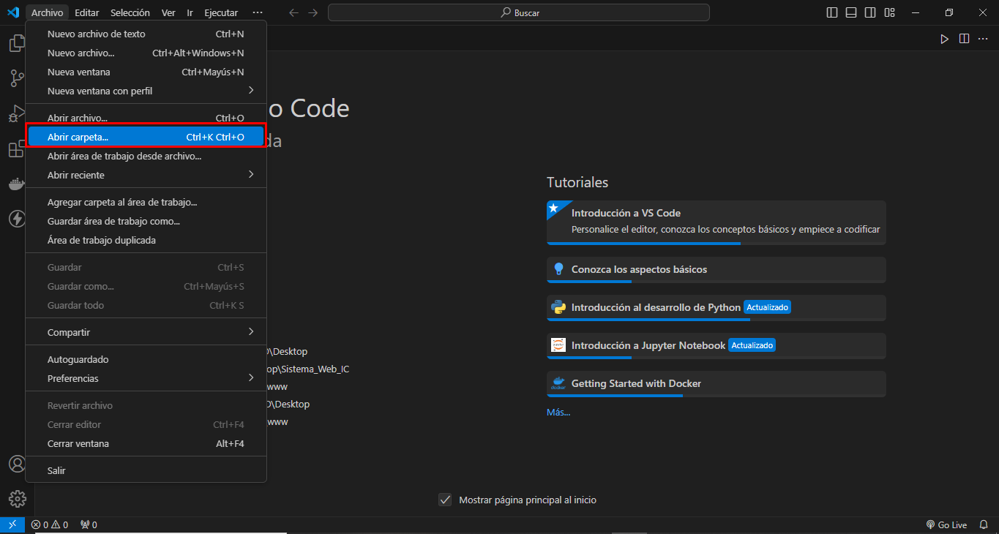 Archivo Editar Selección Ver Ir Ejecutar ... Buscar
Nuevo archivo de texto Ctrl+N
Nuevo archivo... Ctrl+Alt+Windows+N
Nueva ventana Ctrl+Mayús+N
Nueva ventana con perfil
Abrir archivo... Ctrl+O
Abrir carpeta... Ctrl+K Ctrl+O
Abrir área de trabajo desde archivo...
Abrir reciente
Agregar carpeta al área de trabajo...
Guardar área de trabajo como...
Área de trabajo duplicada
Guardar Ctrl+S
Guardar como... Ctrl+Mayús+S
Guardar todo Ctrl+K S
Compartir
Autoguardado
Preferencias
Revertir archivo
Cerrar editor Ctrl+F4
Cerrar ventana Alt+F4
Salir
o Code
da
\Desktop
op\Sistema_Web_IC
www
\Desktop
www
Tutoriales
Introducción a VS Code
Personalice el editor, conozca los conceptos básicos y empiece a codificar
Conozca los aspectos básicos
Introducción al desarrollo de Python Actualizado
Introducción a Jupyter Notebook Actualizado
Getting Started with Docker
Más...
Mostrar página principal al inicio
0 0 0 Go Live